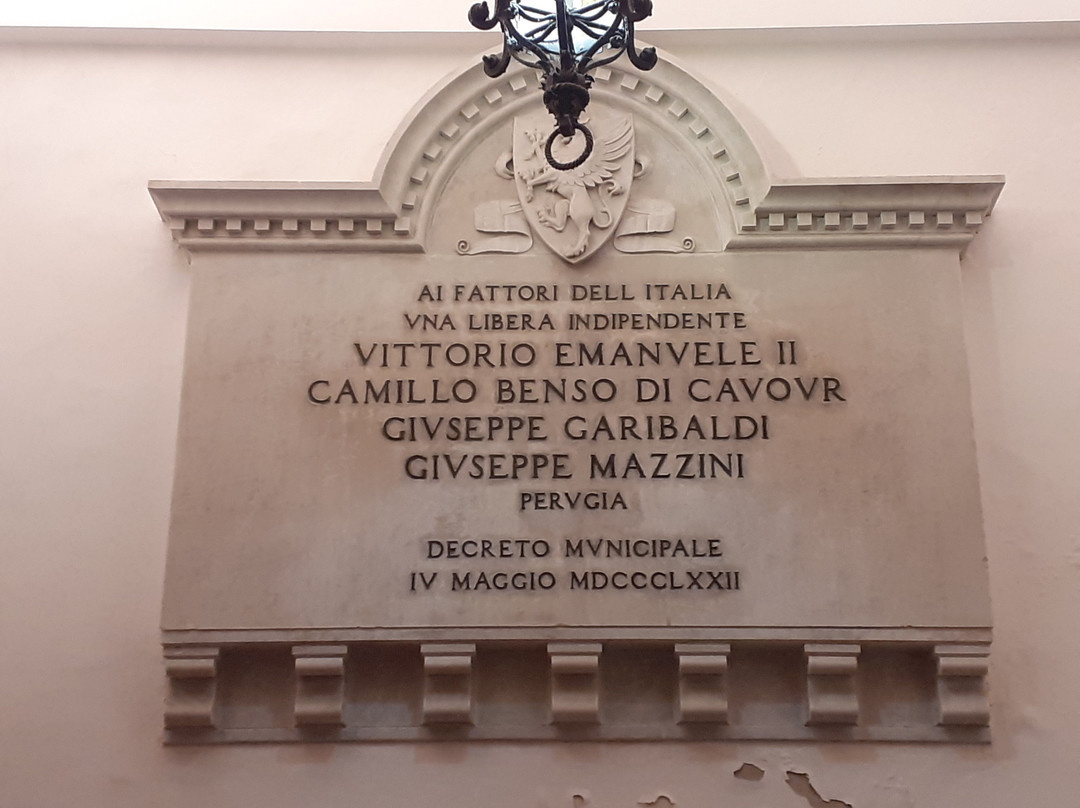 AI FATTORI DELL ITALIA
VNA LIBERA INDIPENDENTE
VITTORIO EMANVELE II
CAMILLO BENSO DI CAVOVR
GIVSEPPE GARIBALDI
GIVSEPPE MAZZINI
PERVGIA
DECRETO MVNICIPALE
IV MAGGIO MDCCCLXXII